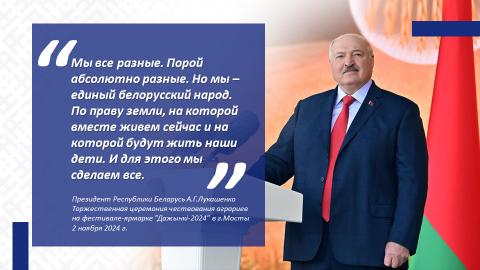 “
Мы все разные. Порой
абсолютно разные. Но мы –
единый белорусский народ.
По праву земли, на которой
вместе живем сейчас и на
которой будут жить наши
дети. И для этого мы
сделаем все.
”
Президент Республики Беларусь А.Г.Лукашенко
Торжественная церемония чествования аграриев
на фестивале-ярмарке "Дажынкі-2024" в г.Мосты
2 ноября 2024 г.